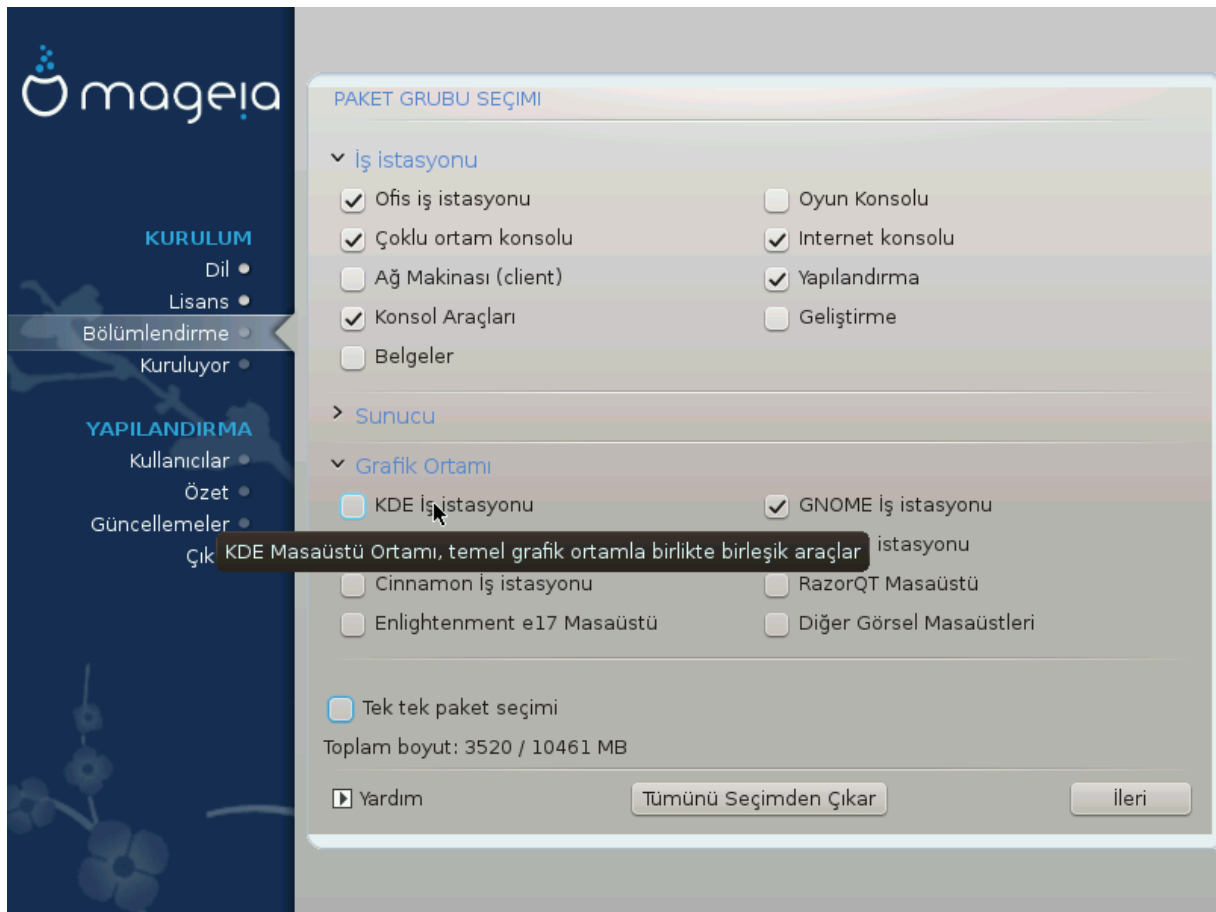 mageia
KURULUM
Dil
Lisans
Bölümlendirme
Kuruluyor
YAPILANDIRMA
Kullanıcılar
Özet
Güncellemeler
Çık
PAKET GRUBU SEÇIMI
İş istasyonu
Ofis iş istasyonu
Oyun Konsolu
Çoklu ortam konsolu
Internet konsolu
Ağ Makinası (client)
Yapılandırma
Konsol Araçları
Geliştirme
Belgeler
Sunucu
Grafik Ortamı
KDE İş istasyonu
GNOME İş istasyonu
istasyonu
KDE Masaüstü Ortamı, temel grafik ortamla birlikte birleşik araçlar
Cinnamon İş istasyonu
RazorQT Masaüstü
Enlightenment e17 Masaüstü
Diğer Görsel Masaüstleri
Tek tek paket seçimi
Toplam boyut: 3520 / 10461 MB
Yardım
Tümünü Seçimden Çıkar
İleri